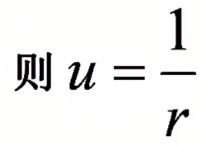 则 u = 1/r